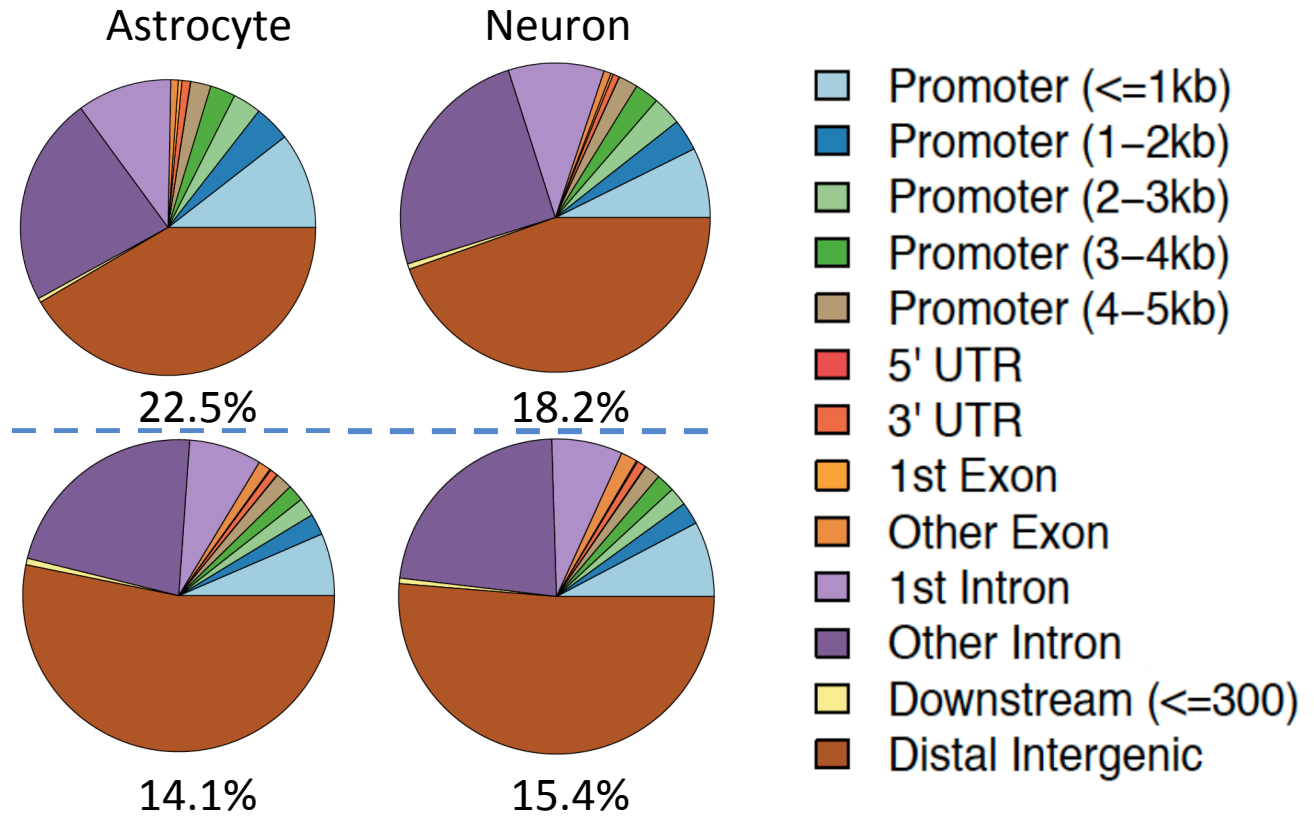 Astrocyte
Neuron
22.5%
18.2%
14.1%
15.4%
Promoter (<=1kb)
Promoter (1−2kb)
Promoter (2−3kb)
Promoter (3−4kb)
Promoter (4−5kb)
5' UTR
3' UTR
1st Exon
Other Exon
1st Intron
Other Intron
Downstream (<=300)
Distal Intergenic